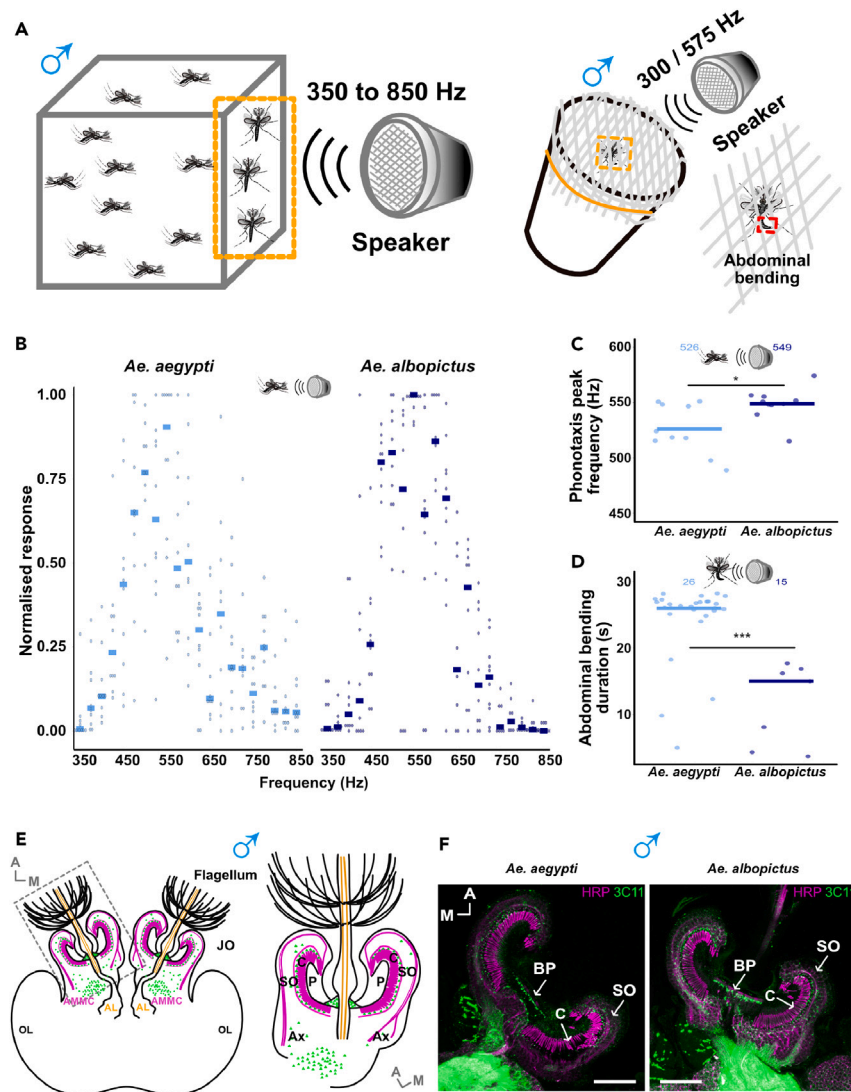 A
350 to 850 Hz
Speaker
300 / 575 Hz
Speaker
Abdominal
bending
B
Ae. aegypti
Ae. albopictus
Normalised response
1.00
0.75
0.50
0.25
0.00
350 450 550 650 750 850
350 450 550 650 750 850
Frequency (Hz)
C
Phonotaxis peak
frequency (Hz)
600
550
500
450
526
549
*
Ae. aegypti
Ae. albopictus
D
Abdominal bending
duration (s)
30
20
10
26
15
***
Ae. aegypti
Ae. albopictus
E
A
M
Flagellum
JO
AMMC
AL
AL
AMMC
OL
OL
SO
C
P
P
C
SO
Ax
Ax
A
M
F
Ae. aegypti
Ae. albopictus
HRP 3C11
A
M
BP
SO
C
HRP 3C11
BP
SO
C